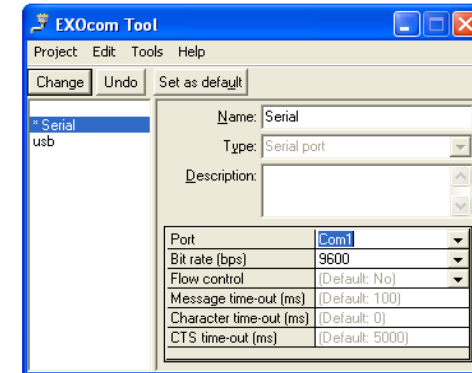 EXOcom Tool
Project Edit Tools Help
Change Undo Set as default
* Serial
usb
Name: Serial
Type: Serial port
Description:
Port Com1
Bit rate (bps) 9600
Flow control (Default: No)
Message time-out (ms) (Default: 100)
Character time-out (ms) (Default: 0)
CTS time-out (ms) (Default: 5000)